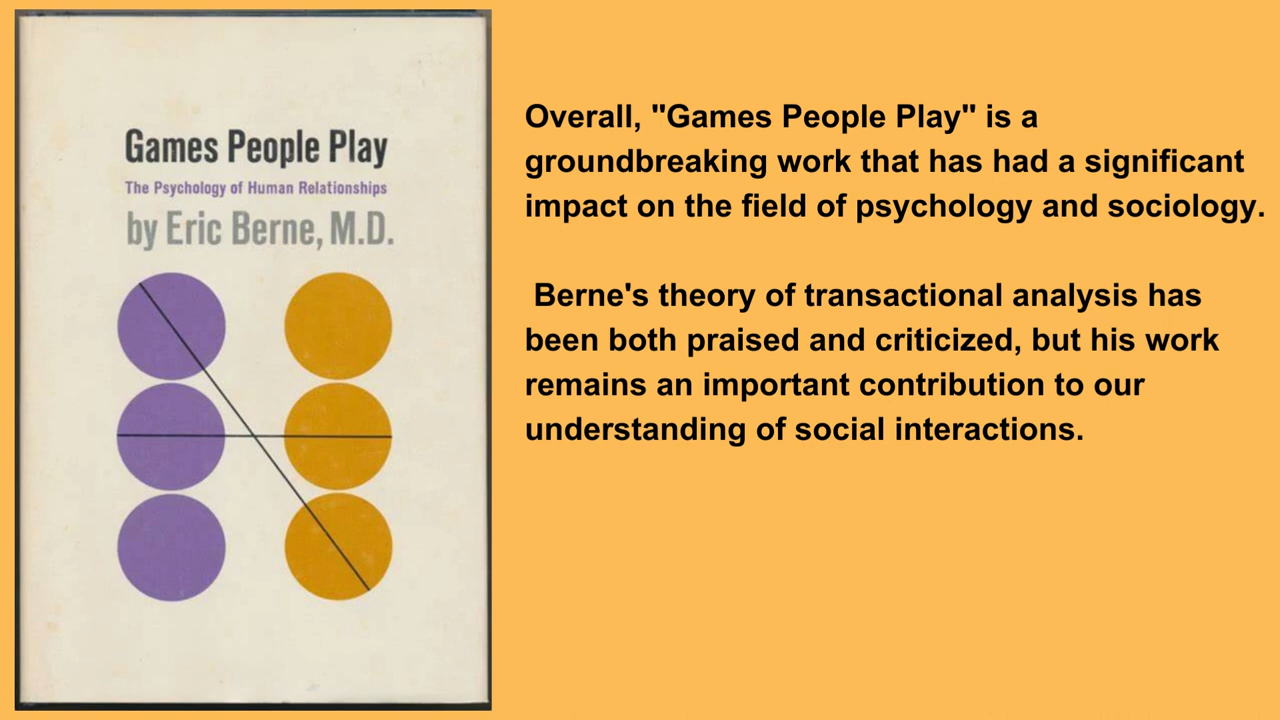 Games People Play
The Psychology of Human Relationships
by Eric Berne, M.D.
Overall, "Games People Play" is a
groundbreaking work that has had a significant
impact on the field of psychology and sociology.
Berne's theory of transactional analysis has
been both praised and criticized, but his work
remains an important contribution to our
understanding of social interactions.